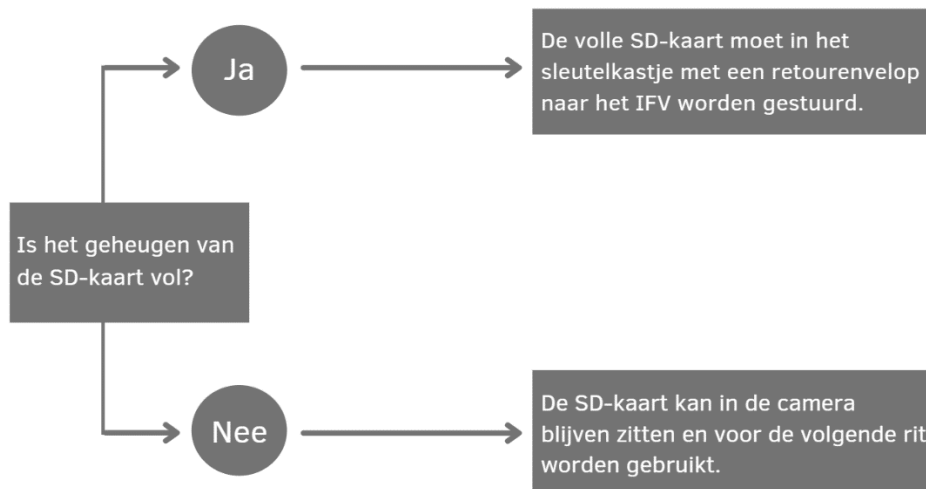 Ja
De volle SD-kaart moet in het
sleutelkastje met een retourenvelop
naar het IFV worden gestuurd.
Is het geheugen van
de SD-kaart vol?
Nee
De SD-kaart kan in de camera
blijven zitten en voor de volgende rit
worden gebruikt.